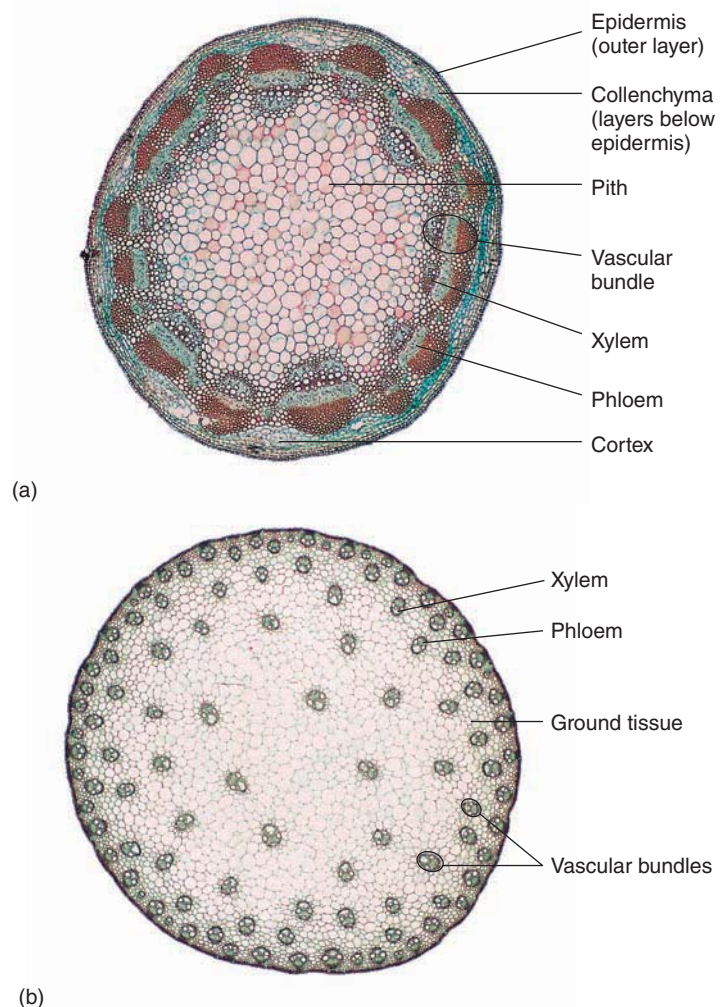 Epidermis
(outer layer)
Collenchyma
(layers below
epidermis)
Pith
Vascular
bundle
Xylem
Phloem
Cortex
(a)
Xylem
Phloem
Ground tissue
Vascular bundles
(b)